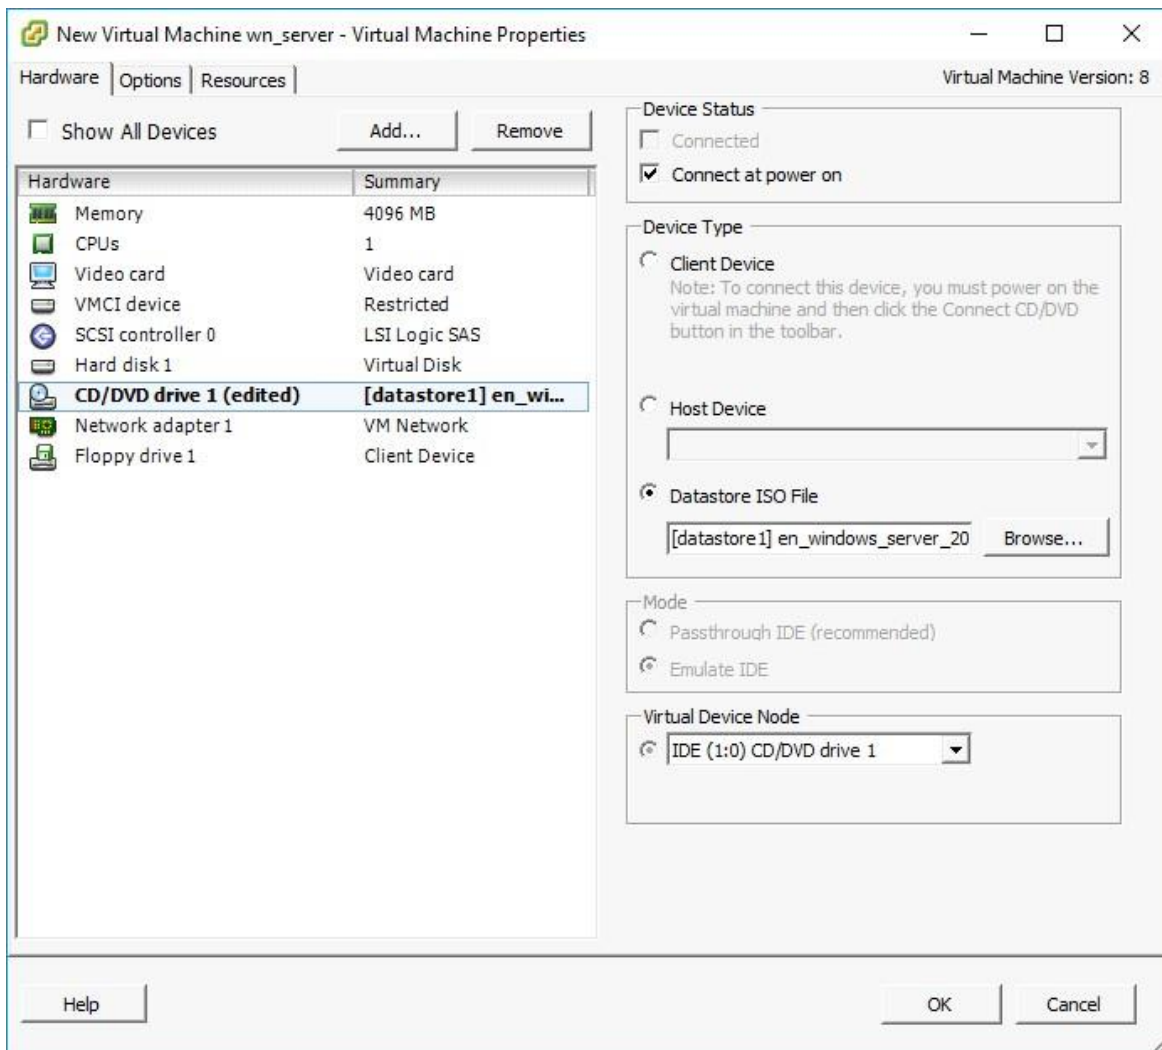 New Virtual Machine wn_server - Virtual Machine Properties
Hardware Options Resources
Virtual Machine Version: 8
Show All Devices
Add...
Remove
Hardware Summary
Memory 4096 MB
CPUs 1
Video card Video card
VMCI device Restricted
SCSI controller 0 LSI Logic SAS
Hard disk 1 Virtual Disk
CD/DVD drive 1 (edited) [datastore1] en_wi...
Network adapter 1 VM Network
Floppy drive 1 Client Device
Device Status
Connected
Connect at power on
Device Type
Client Device
Note: To connect this device, you must power on the
virtual machine and then click the Connect CD/DVD
button in the toolbar.
Host Device
Datastore ISO File
[datastore1] en_windows_server_20
Browse...
Mode
Passthrough IDE (recommended)
Emulate IDE
Virtual Device Node
IDE (1:0) CD/DVD drive 1
Help
OK
Cancel